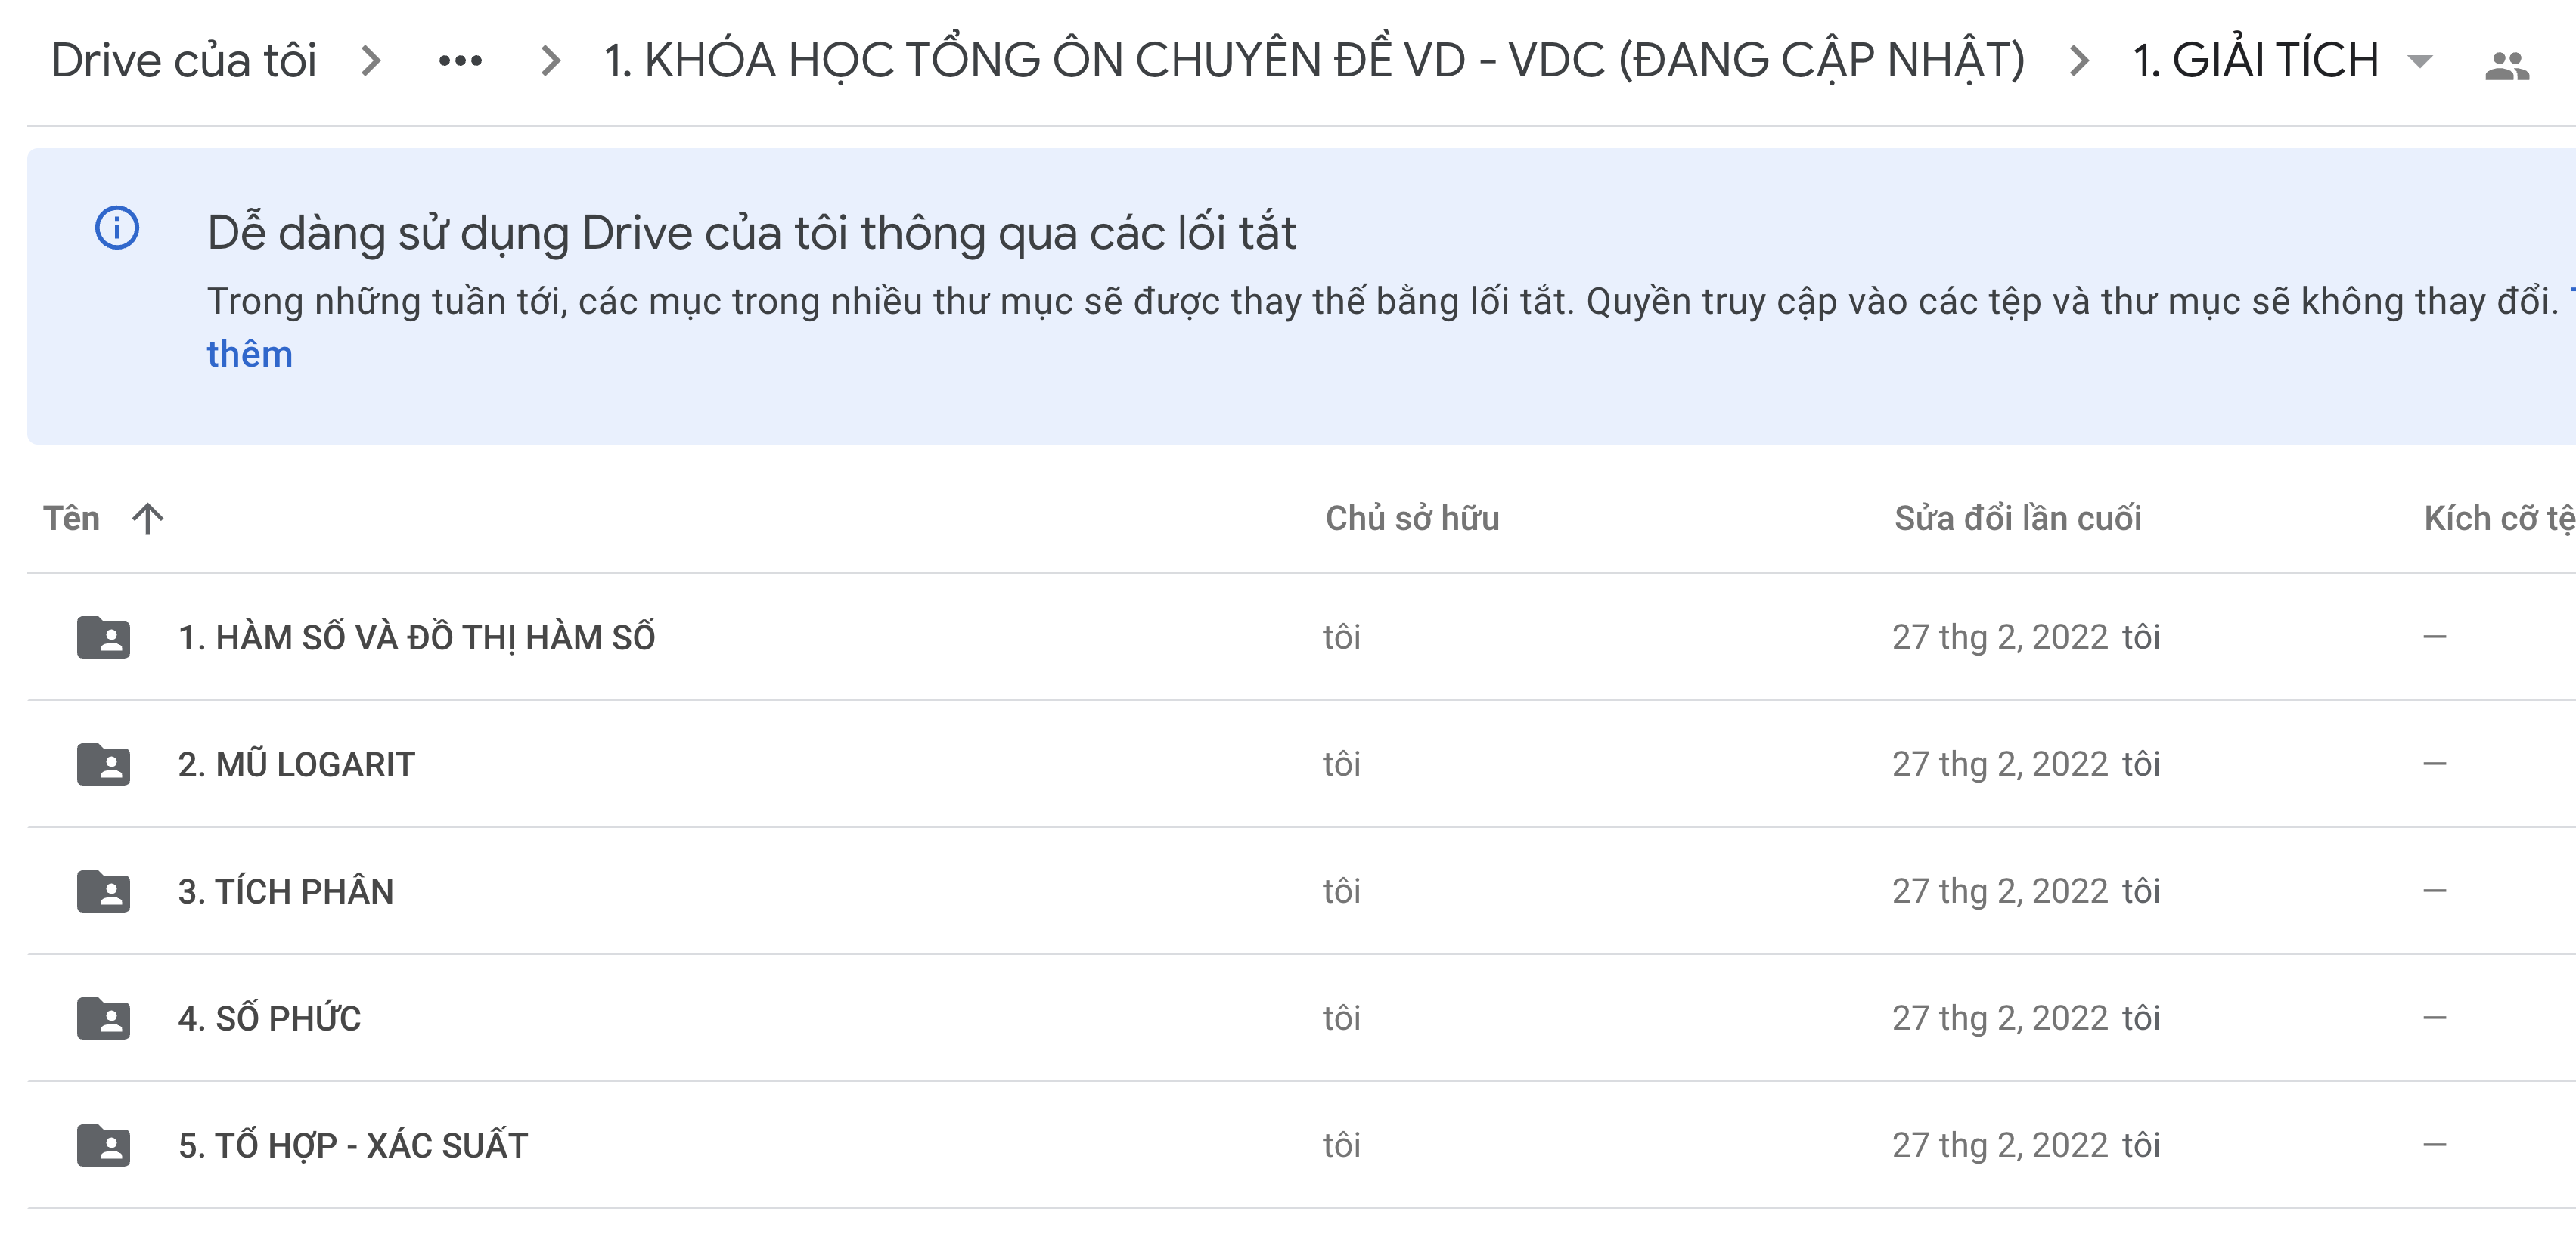 Drive của tôi > ••• > 1. KHÓA HỌC TỔNG ÔN CHUYÊN ĐỀ VD - VDC (ĐANG CẬP NHẬT) > 1. GIẢI TÍCH
Dễ dàng sử dụng Drive của tôi thông qua các lối tắt
Trong những tuần tới, các mục trong nhiều thư mục sẽ được thay thế bằng lối tắt. Quyền truy cập vào các tệp và thư mục sẽ không thay đổi.
thêm
Tên Chủ sở hữu Sửa đổi lần cuối Kích cỡ
1. HÀM SỐ VÀ ĐỒ THỊ HÀM SỐ tôi 27 thg 2, 2022 tôi —
2. MŨ LOGARIT tôi 27 thg 2, 2022 tôi —
3. TÍCH PHÂN tôi 27 thg 2, 2022 tôi —
4. SỐ PHỨC tôi 27 thg 2, 2022 tôi —
5. TỔ HỢP - XÁC SUẤT tôi 27 thg 2, 2022 tôi —